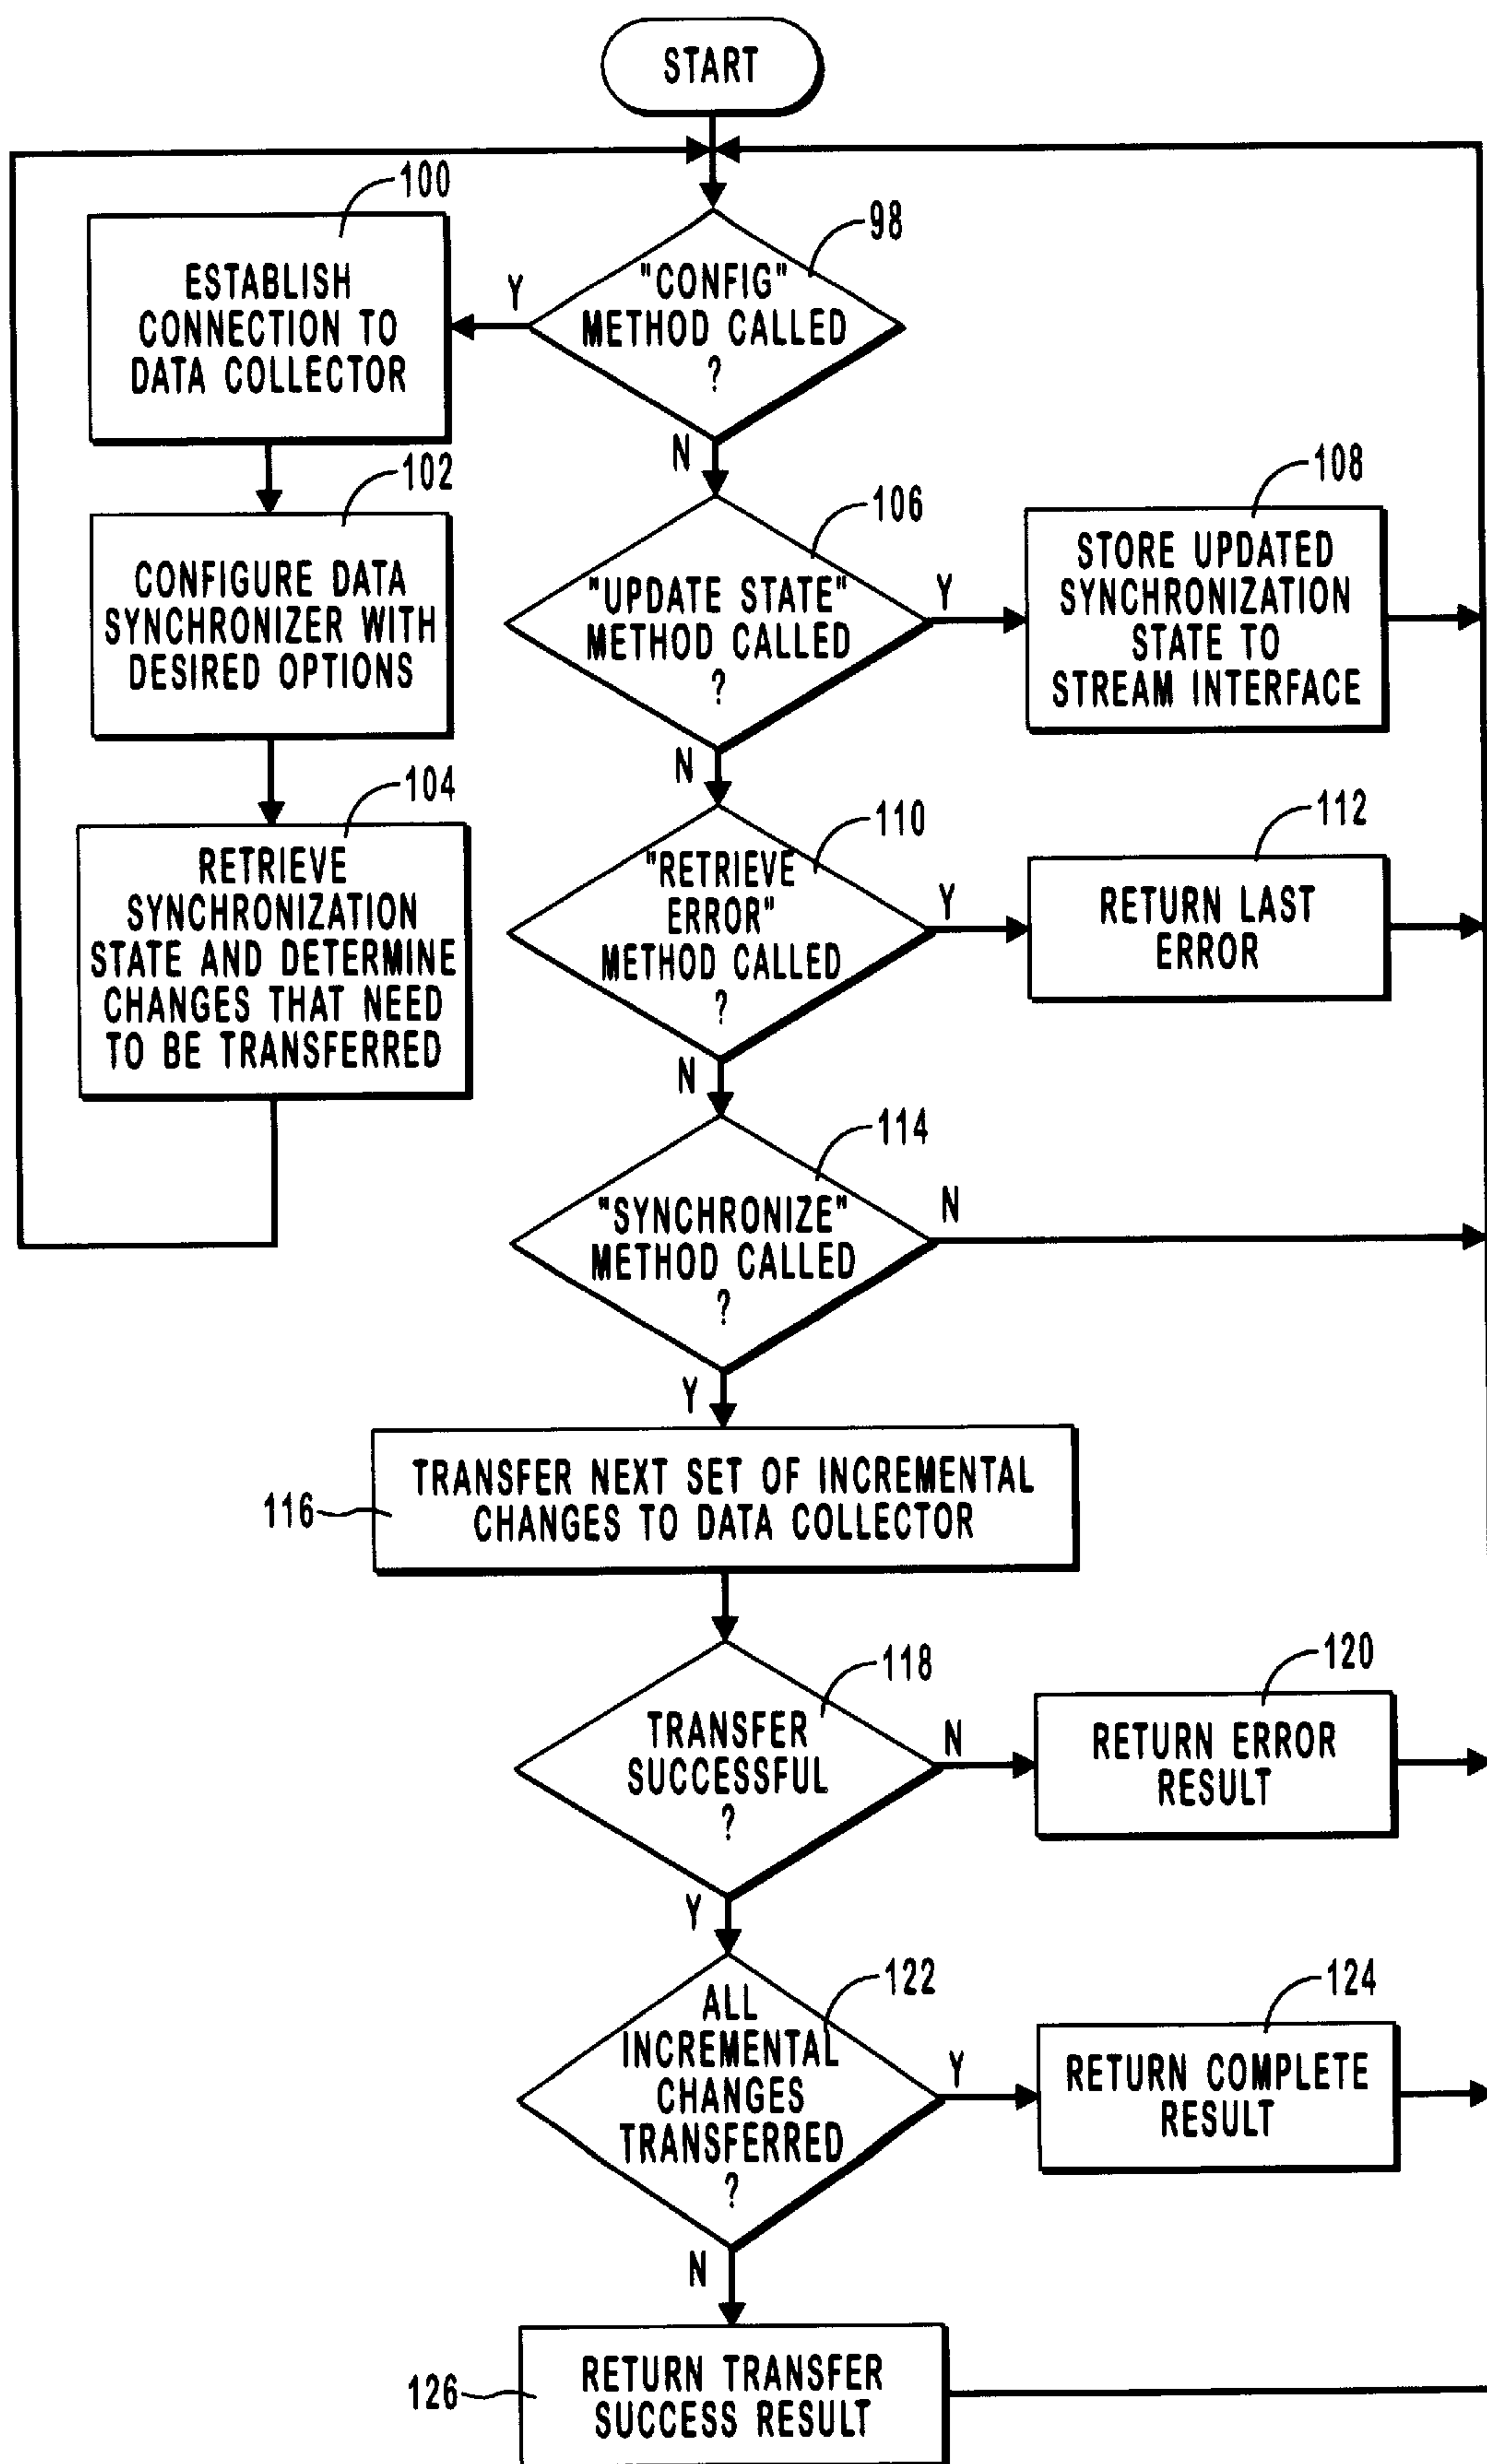 START
100
98
ESTABLISH
CONNECTION TO
DATA COLLECTOR
Y
"CONFIG"
METHOD CALLED
?
N
102
CONFIGURE DATA
SYNCHRONIZER WITH
DESIRED OPTIONS
106
"UPDATE STATE"
METHOD CALLED
?
Y
108
STORE UPDATED
SYNCHRONIZATION
STATE TO
STREAM INTERFACE
N
104
RETRIEVE
SYNCHRONIZATION
STATE AND DETERMINE
CHANGES THAT NEED
TO BE TRANSFERRED
110
"RETRIEVE
ERROR"
METHOD CALLED
?
Y
112
RETURN LAST
ERROR
N
114
"SYNCHRONIZE"
METHOD CALLED
?
N
Y
116
TRANSFER NEXT SET OF INCREMENTAL
CHANGES TO DATA COLLECTOR
118
TRANSFER
SUCCESSFUL
?
N
120
RETURN ERROR
RESULT
Y
122
ALL
INCREMENTAL
CHANGES
TRANSFERRED
?
Y
124
RETURN COMPLETE
RESULT
N
126
RETURN TRANSFER
SUCCESS RESULT